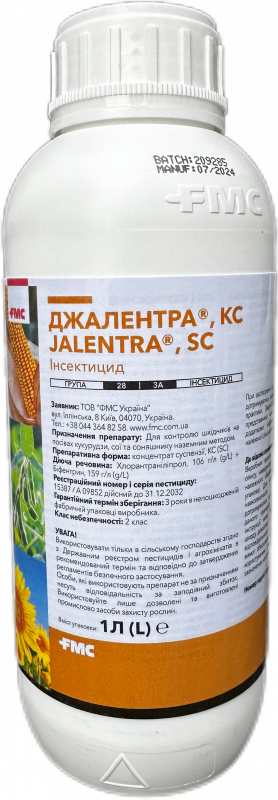 BATCH:209285
MANUF:07/2024
FMC
FMC
ДЖАЛЕНТРА®, КС
JALENTRA®, SC
Інсектицид
ГРУПА 28 3А ІНСЕКТИЦИД
Заявник: ТОВ "ФМС Україна"
вул. Іллінська, 8 Київ, 04070, Україна.
Тел.: +38 044 364 82 58. www.fmc.com.ua
Призначення препарату: Для контролю шкідників на
посівах кукурудзи, сої та соняшнику наземним методом.
Препаративна форма: концентрат суспензії, КС (SC)
Діюча речовина: Хлорантраніліпрол, 106 г/л (g/L) +
Біфентрин, 159 г/л (g/L)
Реєстраційний номер і серія пестициду:
15387 / А 09852 дійсний до 31.12.2032
Гарантійний термін зберігання: 3 роки в непошкодженій
фабричній упаковці виробника.
Клас небезпечності: 2 клас
УВАГА!
Використовувати тільки в сільському господарстві згідно
з Державним реєстром пестицидів і агрохімікатів в
рекомендований термін та відповідно до затверджених
регламентів безпечного застосування.
Особи, які використовують препарат не за призначенням
несуть відповідальність за заподіяний збиток.
Використовуйте лише дозволені та виготовлені
промислово засоби захисту рослин.
FMC
Вміст упаковки: 1Л (L) ℮